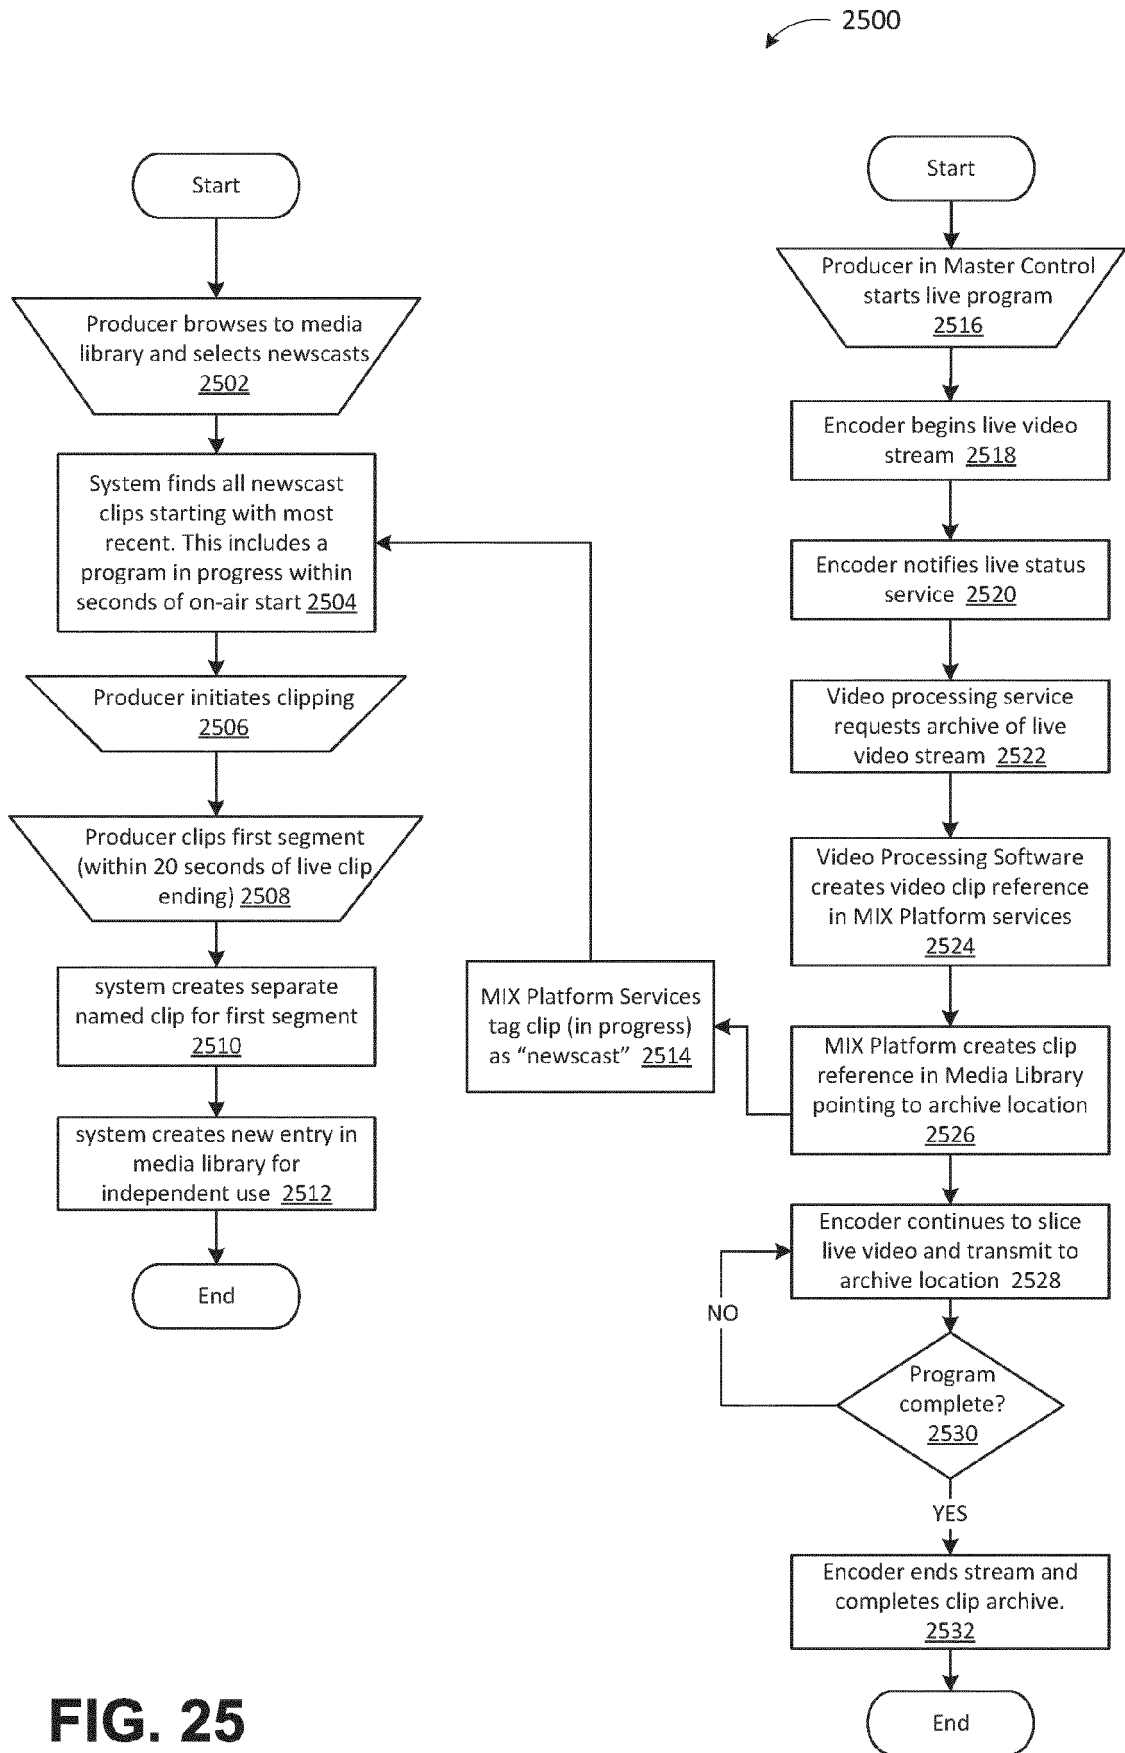 2500
Start
Producer browses to media
library and selects newscasts
2502
System finds all newscast
clips starting with most
recent. This includes a
program in progress within
seconds of on-air start 2504
Producer initiates clipping
2506
Producer clips first segment
(within 20 seconds of live clip
ending) 2508
system creates separate
named clip for first segment
2510
system creates new entry in
media library for
independent use 2512
End
MIX Platform Services
tag clip (in progress)
as “newscast” 2514
Start
Producer in Master Control
starts live program
2516
Encoder begins live video
stream 2518
Encoder notifies live status
service 2520
Video processing service
requests archive of live
video stream 2522
Video Processing Software
creates video clip reference
in MIX Platform services
2524
MIX Platform creates clip
reference in Media Library
pointing to archive location
2526
Encoder continues to slice
live video and transmit to
archive location 2528
NO
Program
complete?
2530
YES
Encoder ends stream and
completes clip archive.
2532
End
FIG. 25